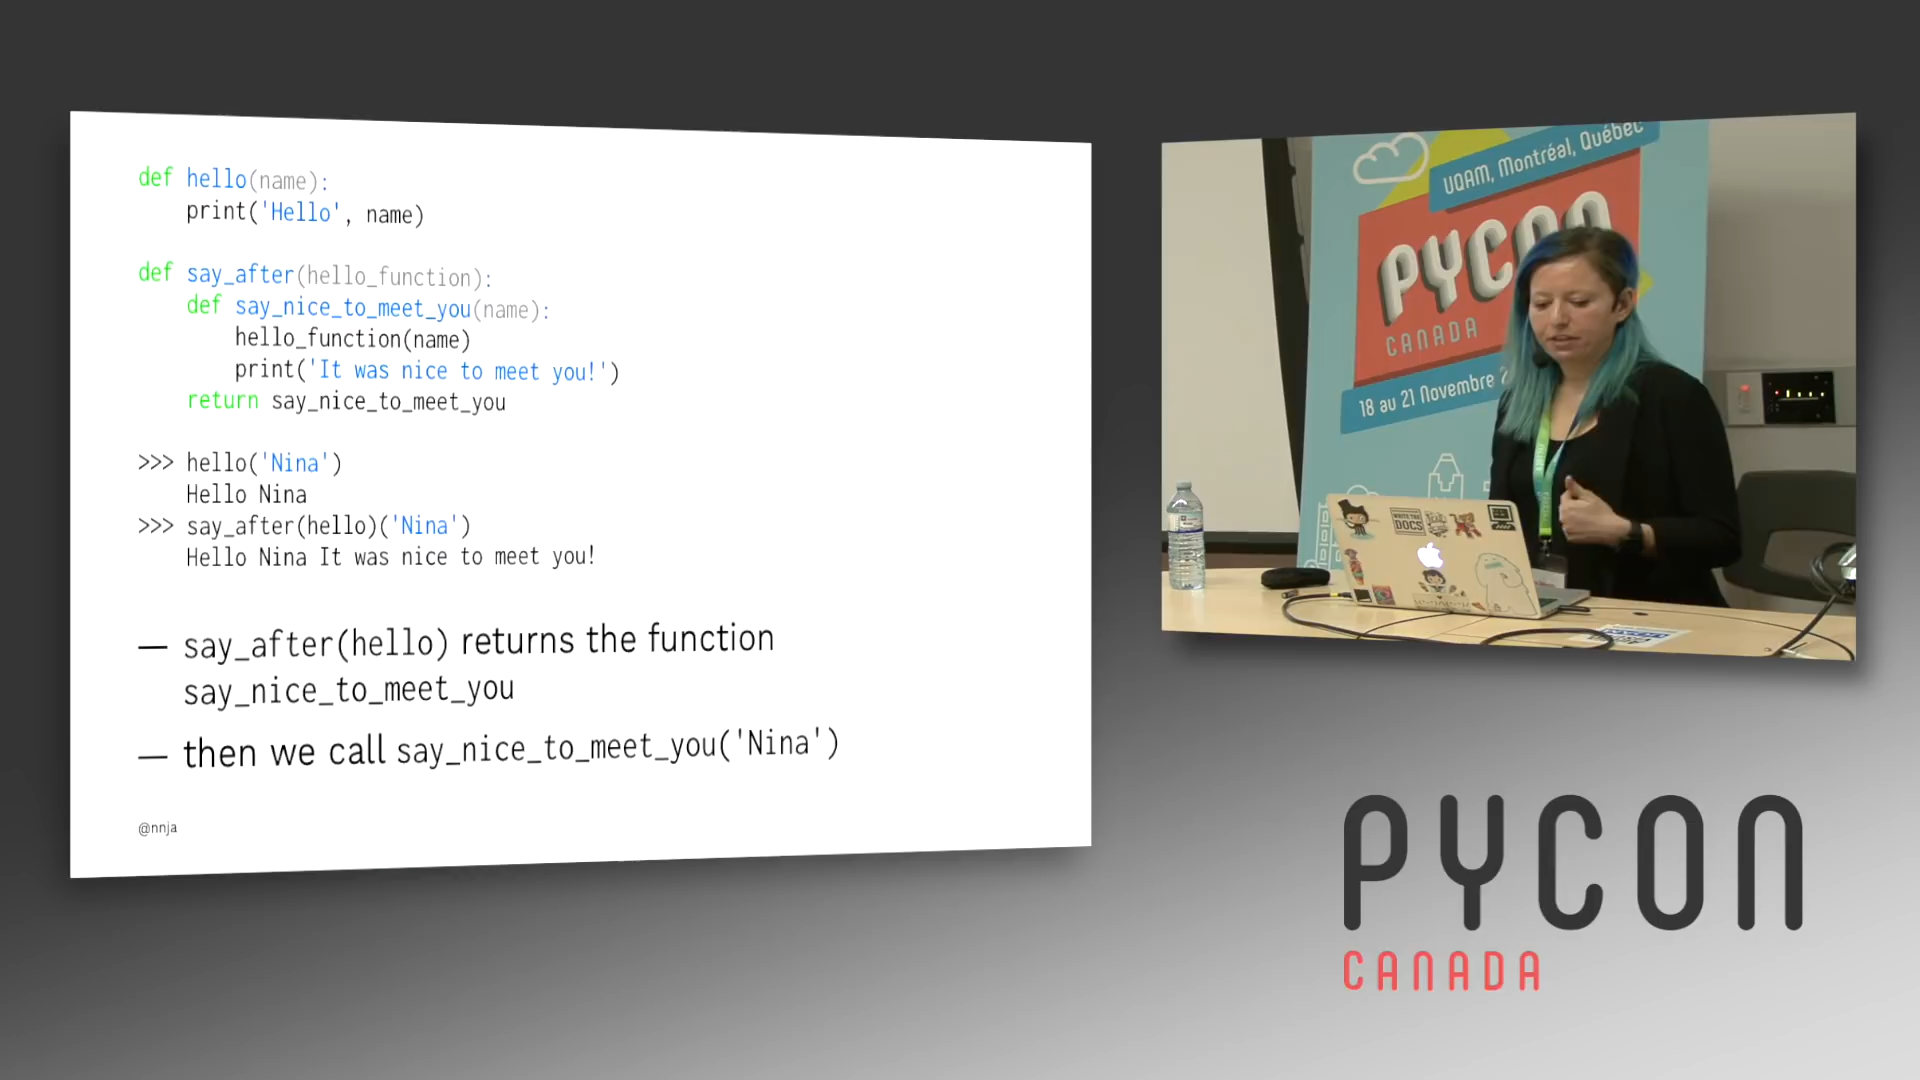 def hello(name):
print('Hello', name)
def say_after(hello_function):
def say_nice_to_meet_you(name):
hello_function(name)
print('It was nice to meet you!')
return say_nice_to_meet_you
>>> hello('Nina')
Hello Nina
>>> say_after(hello)('Nina')
Hello Nina It was nice to meet you!
— say_after(hello) returns the function
say_nice_to_meet_you
— then we call say_nice_to_meet_you('Nina')
@nnja
UQAM, Montréal, Québec
PYCON
CANADA
18 au 21 Novembre
WRITE THE
DOCS
PYCON
CANADA